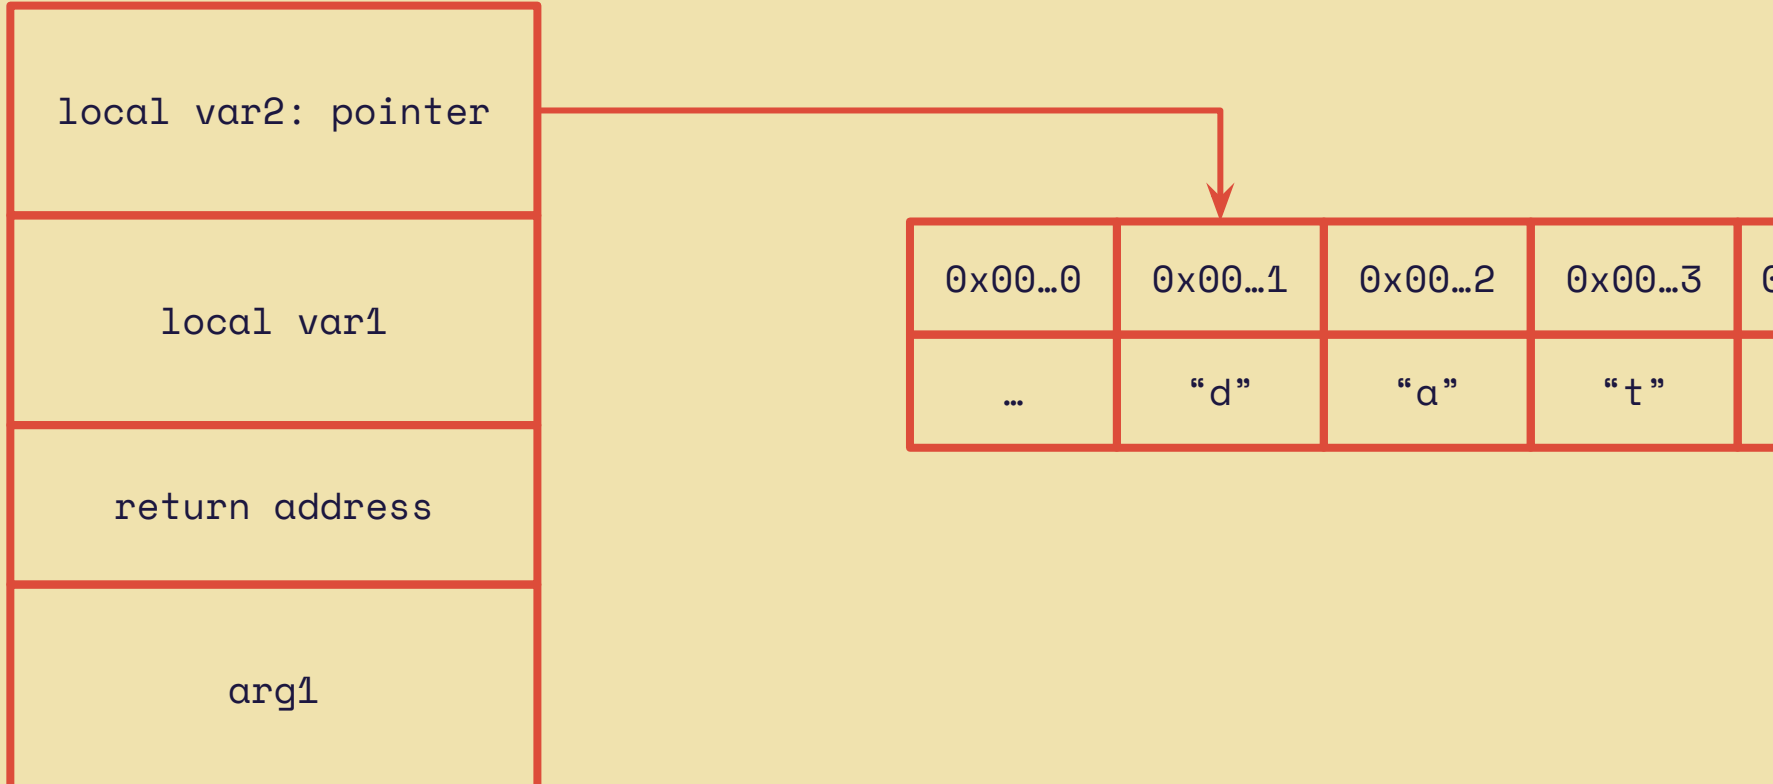 local var2: pointer
local var1
return address
arg1
0x00…0 0x00…1 0x00…2 0x00…3
… “d” “a” “t”